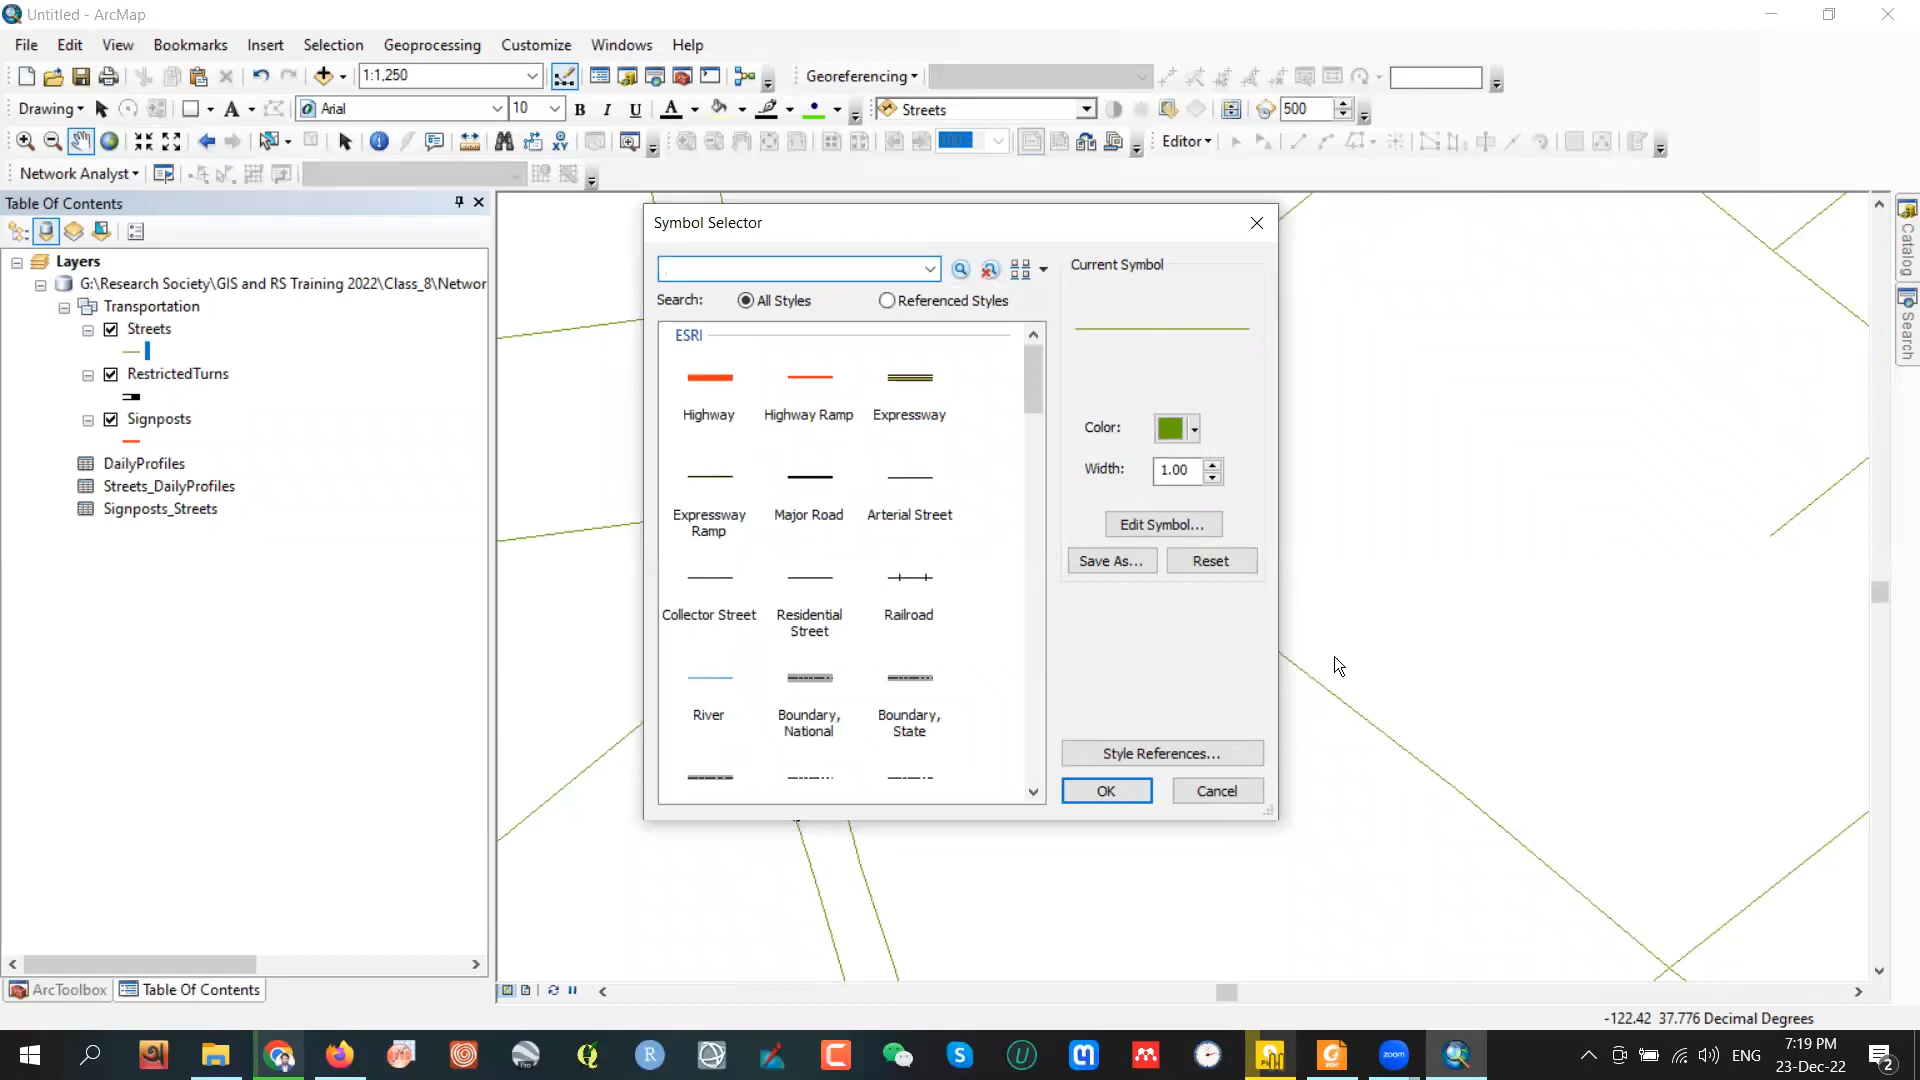 Untitled - ArcMap
File Edit View Bookmarks Insert Selection Geoprocessing Customize Windows Help
1:1,250 Georeferencing
Drawing Arial 10 B I U A Streets 500
Editor
Network Analyst
Table Of Contents
Layers
G:\Research Society\GIS and RS Training 2022\Class_8\Networ
Transportation
Streets
RestrictedTurns
Signposts
DailyProfiles
Streets_DailyProfiles
Signposts_Streets
ArcToolbox Table Of Contents
Symbol Selector
Search: All Styles Referenced Styles
ESRI
Highway Highway Ramp Expressway
Expressway Ramp Major Road Arterial Street
Collector Street Residential Street Railroad
River Boundary, National Boundary, State
Current Symbol
Color:
Width: 1.00
Edit Symbol...
Save As... Reset
Style References...
OK Cancel
Catalog
Search
-122.42 37.776 Decimal Degrees
zoom
ENG
7:19 PM
23-Dec-22
2